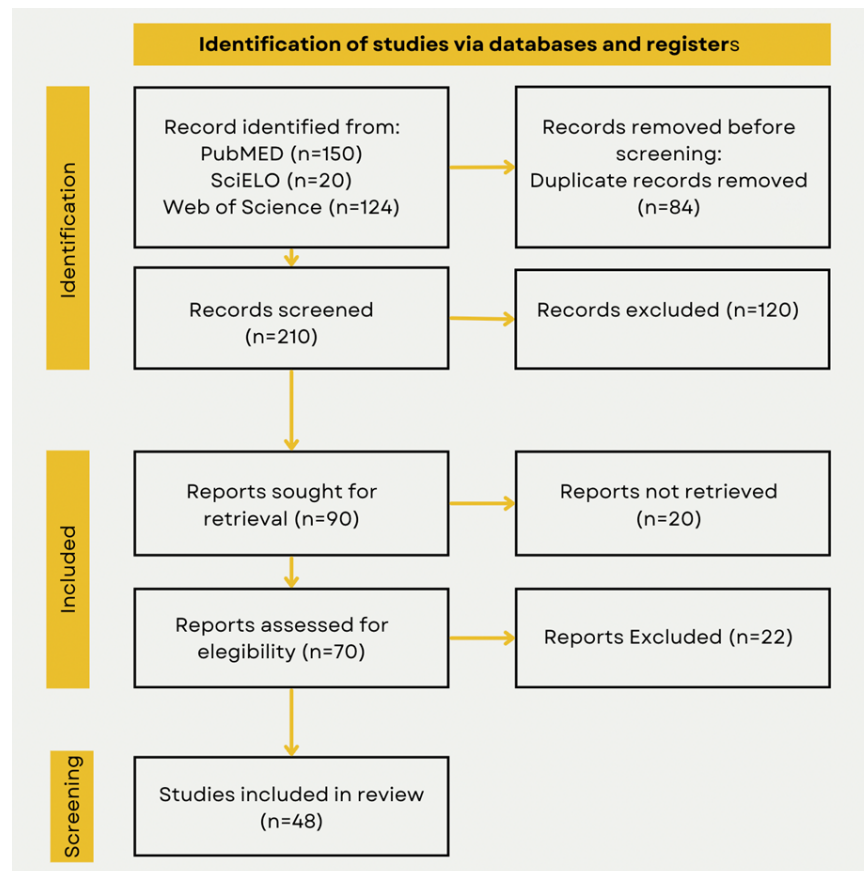 Identification of studies via databases and registers
Identification
Record identified from:
PubMED (n=150)
SciELO (n=20)
Web of Science (n=124)
Records removed before
screening:
Duplicate records removed
(n=84)
Records screened
(n=210)
Records excluded (n=120)
Included
Reports sought for
retrieval (n=90)
Reports not retrieved
(n=20)
Reports assessed for
elegibility (n=70)
Reports Excluded (n=22)
Screening
Studies included in review
(n=48)